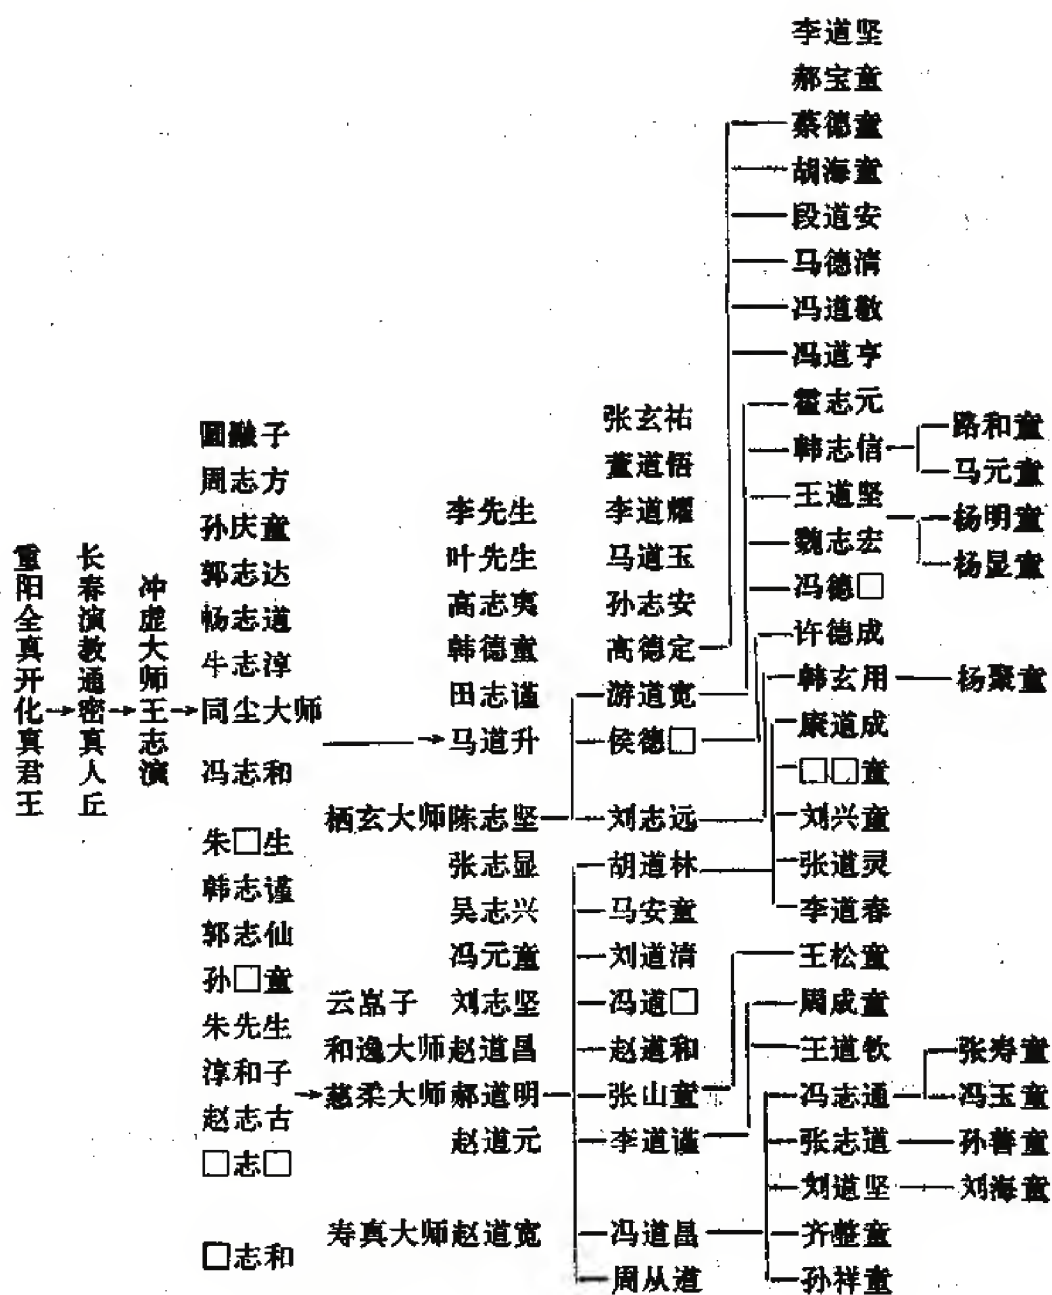 重阳全真开化真君王
长春演教通密真人丘
冲虚大师王志演
圆融子
周志方
孙庆童
郭志达
杨志道
牛志淳
同尘大师
冯志和
朱□生
韩志谨
郭志仙
孙□童
朱先生
淳和子
赵志古
□志□
□志和
李先生
叶先生
高志夷
韩德童
田志谨
马道升
栖玄大师陈志坚
张志显
吴志兴
冯元童
云嵓子 刘志坚
和逸大师赵道昌
慈柔大师郝道明
赵道元
寿真大师赵道宽
张玄祐
董道悟
李道耀
马道玉
孙志安
高德定
游道宽
侯德□
刘志远
胡道林
马安童
刘道清
冯道□
赵道和
张山童
李道谨
冯道昌
周从道
李道坚
郝宝童
蔡德童
胡海童
段道安
马德清
冯道敬
冯道亨
霍志元
韩志信
王道坚
魏志宏
冯德□
许德成
韩玄用
康道成
□□童
刘兴童
张道灵
李道春
王松童
周成童
王道钦
冯志通
张志道
刘道坚
齐整童
孙祥童
路和童
马元童
杨明童
杨显童
杨聚童
张寿童
冯玉童
孙善童
刘海童